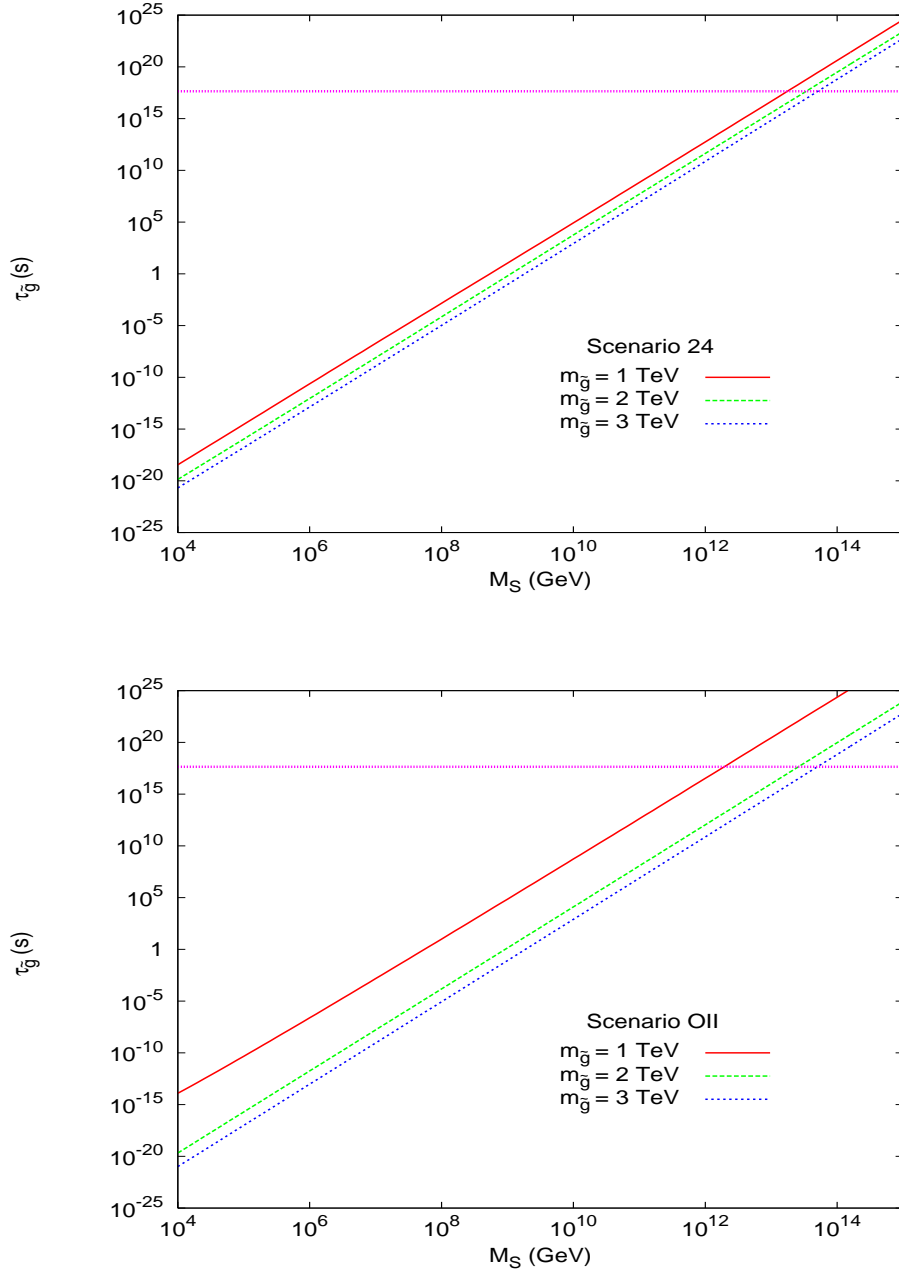 10^25
10^20
10^15
10^10
10^5
1
10^-5
10^-10
10^-15
10^-20
10^-25
τ_g̃ (s)
Scenario 24
m_g̃ = 1 TeV
m_g̃ = 2 TeV
m_g̃ = 3 TeV
10^4 10^6 10^8 10^10 10^12 10^14
M_S (GeV)
10^25
10^20
10^15
10^10
10^5
1
10^-5
10^-10
10^-15
10^-20
10^-25
τ_g̃ (s)
Scenario OII
m_g̃ = 1 TeV
m_g̃ = 2 TeV
m_g̃ = 3 TeV
10^4 10^6 10^8 10^10 10^12 10^14
M_S (GeV)